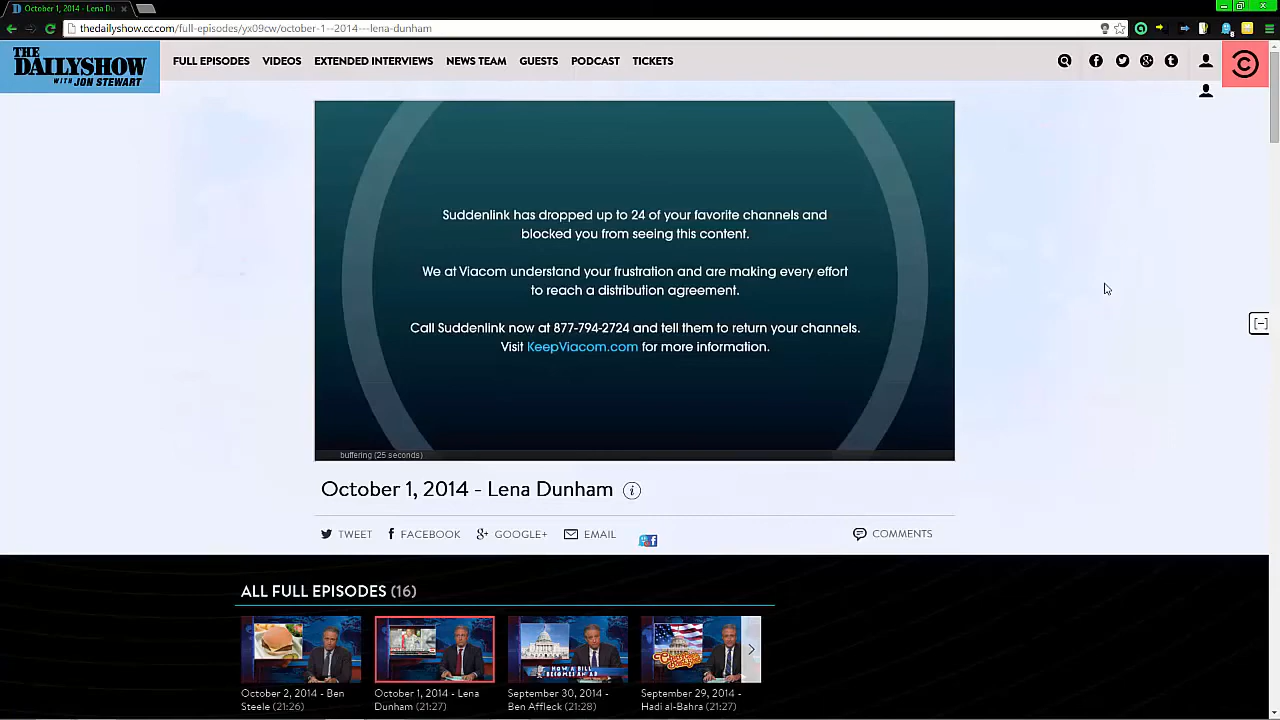 October 1, 2014 - Lena Du
thedailyshow.cc.com/full-episodes/yx09cw/october-1--2014---lena-dunham
THE
DAILYSHOW
WITH JON STEWART
FULL EPISODES VIDEOS EXTENDED INTERVIEWS NEWS TEAM GUESTS PODCAST TICKETS
Suddenlink has dropped up to 24 of your favorite channels and
blocked you from seeing this content.
We at Viacom understand your frustration and are making every effort
to reach a distribution agreement.
Call Suddenlink now at 877-794-2724 and tell them to return your channels.
Visit KeepViacom.com for more information.
buffering (25 seconds)
October 1, 2014 - Lena Dunham
TWEET FACEBOOK GOOGLE+ EMAIL COMMENTS
ALL FULL EPISODES (16)
October 2, 2014 - Ben
Steele (21:26)
October 1, 2014 - Lena
Dunham (21:27)
September 30, 2014 -
Ben Affleck (21:28)
September 29, 2014 -
Hadi al-Bahra (21:27)